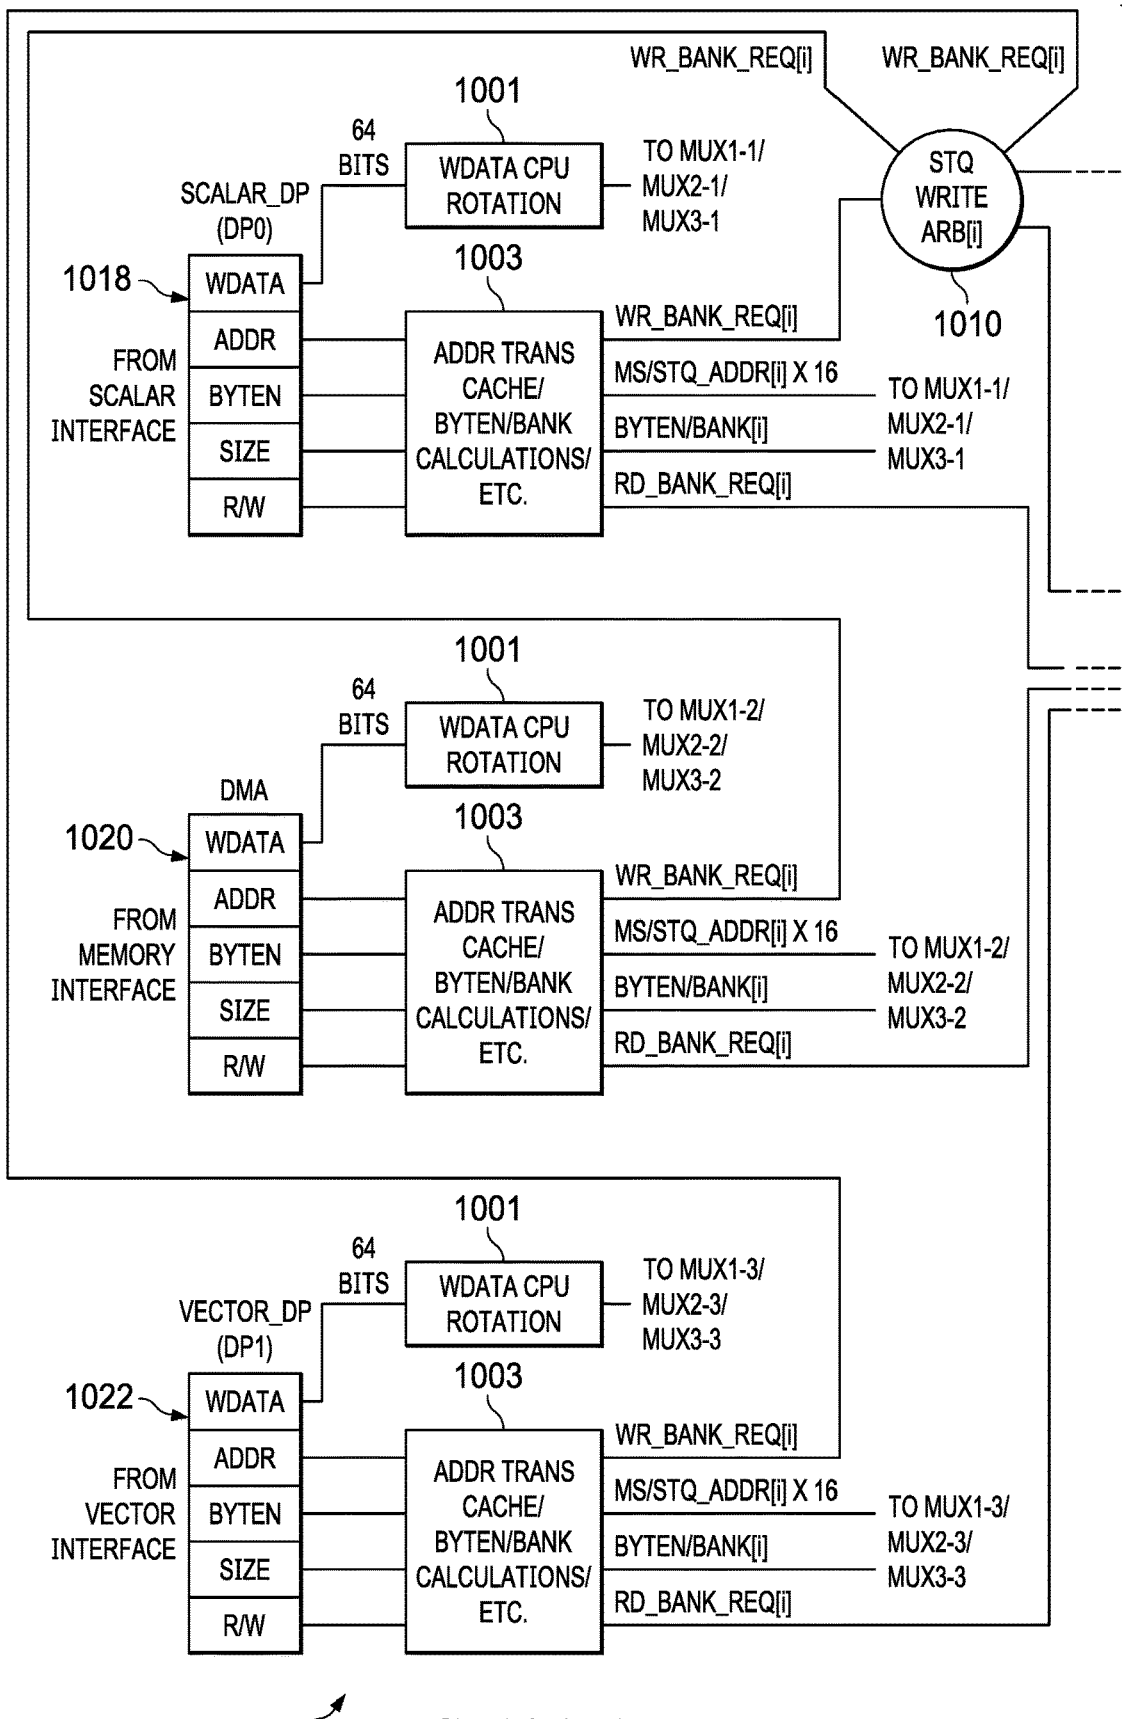 WR_BANK_REQ[i]
WR_BANK_REQ[i]
1001
64
BITS
WDATA CPU
ROTATION
TO MUX1-1/
MUX2-1/
MUX3-1
STQ
WRITE
ARB[i]
1010
SCALAR_DP
(DP0)
1018
FROM
SCALAR
INTERFACE
WDATA
ADDR
BYTEN
SIZE
R/W
1003
ADDR TRANS
CACHE/
BYTEN/BANK
CALCULATIONS/
ETC.
WR_BANK_REQ[i]
MS/STQ_ADDR[i] X 16
BYTEN/BANK[i]
RD_BANK_REQ[i]
TO MUX1-1/
MUX2-1/
MUX3-1
1001
64
BITS
WDATA CPU
ROTATION
TO MUX1-2/
MUX2-2/
MUX3-2
DMA
1020
FROM
MEMORY
INTERFACE
WDATA
ADDR
BYTEN
SIZE
R/W
1003
ADDR TRANS
CACHE/
BYTEN/BANK
CALCULATIONS/
ETC.
WR_BANK_REQ[i]
MS/STQ_ADDR[i] X 16
BYTEN/BANK[i]
RD_BANK_REQ[i]
TO MUX1-2/
MUX2-2/
MUX3-2
1001
64
BITS
WDATA CPU
ROTATION
TO MUX1-3/
MUX2-3/
MUX3-3
VECTOR_DP
(DP1)
1022
FROM
VECTOR
INTERFACE
WDATA
ADDR
BYTEN
SIZE
R/W
1003
ADDR TRANS
CACHE/
BYTEN/BANK
CALCULATIONS/
ETC.
WR_BANK_REQ[i]
MS/STQ_ADDR[i] X 16
BYTEN/BANK[i]
RD_BANK_REQ[i]
TO MUX1-3/
MUX2-3/
MUX3-3